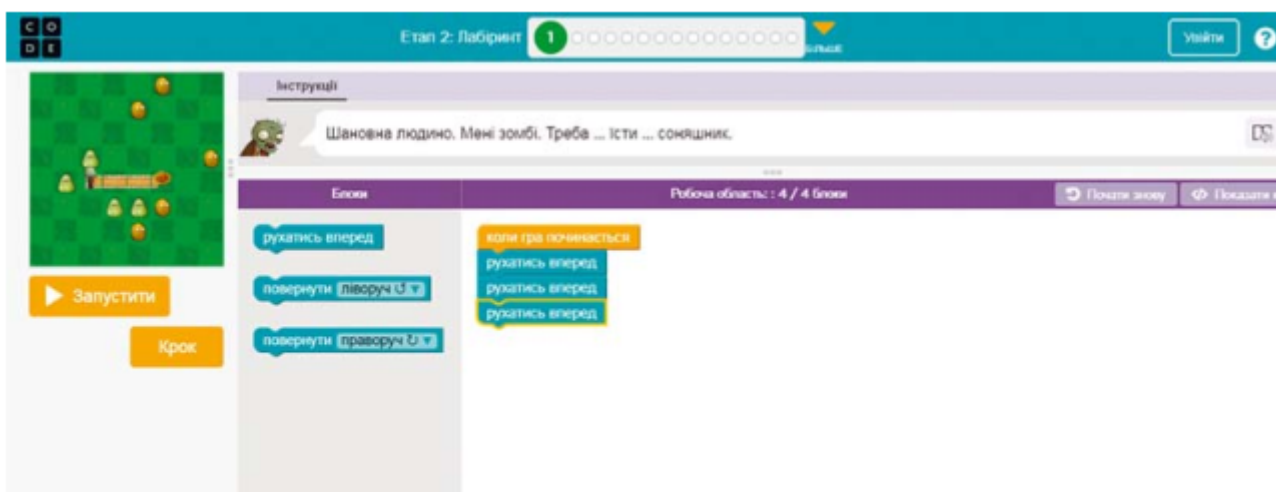 C O
D E
Етап 2: Лабіринт
1
БІЛЬШЕ
Увійти
?
Інструкції
Шановна людино. Мені зомбі. Треба ... їсти ... соняшник.
Блоки
Робоча область: : 4 / 4 блоки
Почати знову
Показати
рухатись вперед
повернути ліворуч ↺ ▼
повернути праворуч ↻ ▼
коли гра починається
рухатись вперед
рухатись вперед
рухатись вперед
Запустити
Крок